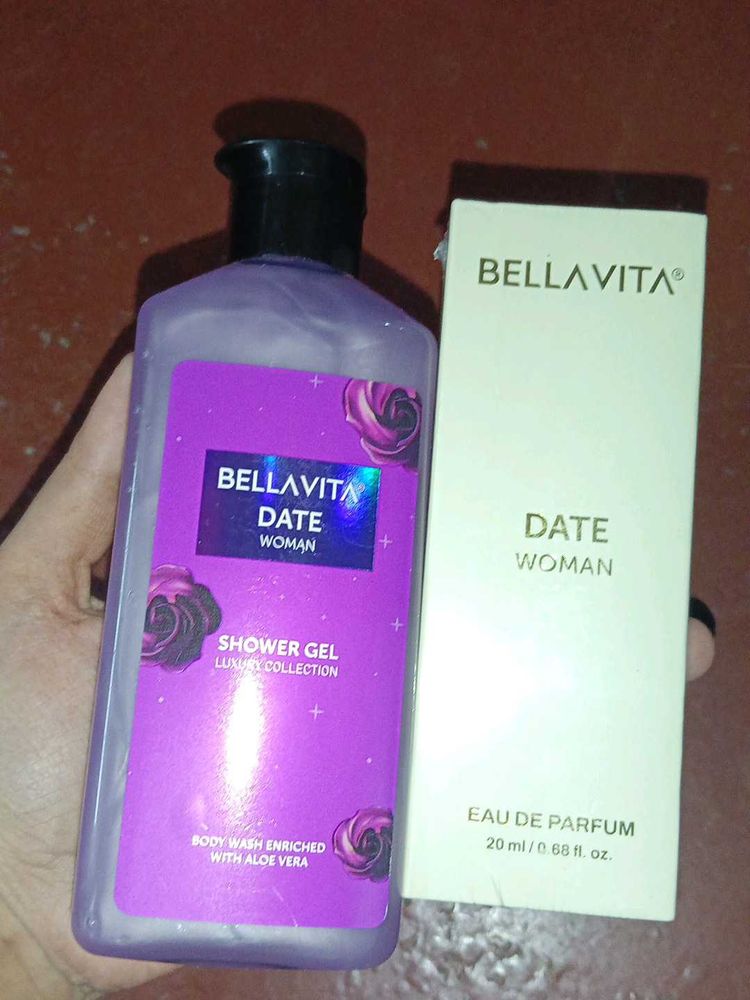 BELLAVITA®
DATE
WOMAN
SHOWER GEL
LUXURY COLLECTION
BODY WASH ENRICHED
WITH ALOE VERA
BELLAVITA®
DATE
WOMAN
EAU DE PARFUM
20 ml / 0.68 fl. oz.